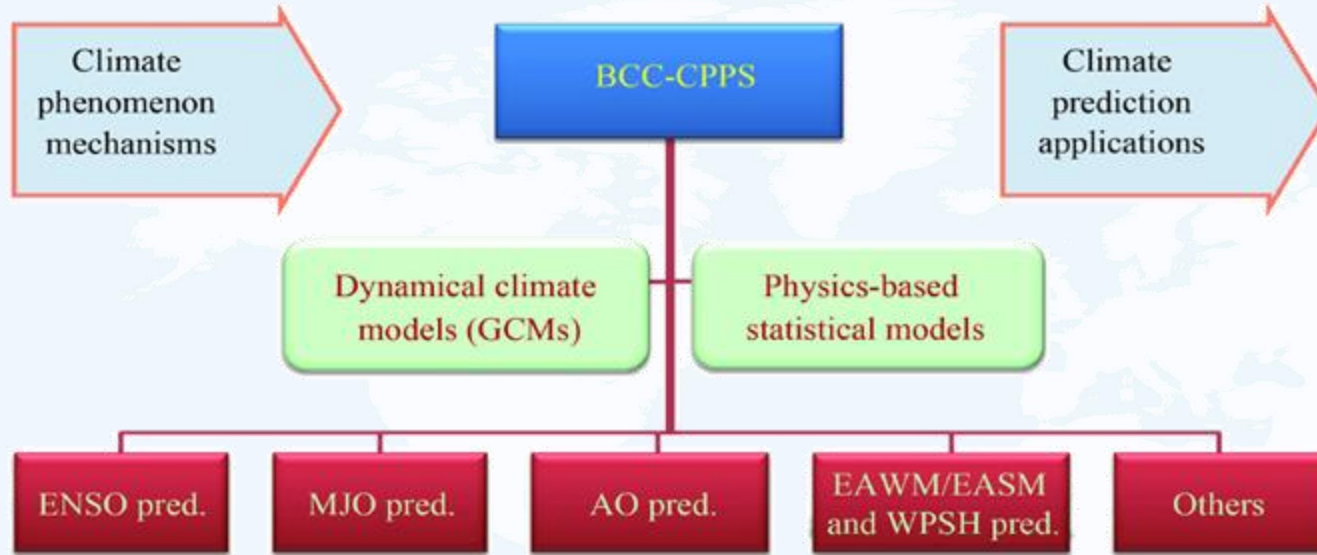 Climate
phenomenon
mechanisms
BCC-CPPS
Climate
prediction
applications
Dynamical climate
models (GCMs)
Physics-based
statistical models
ENSO pred.
MJO pred.
AO pred.
EAWM/EASM
and WPSH pred.
Others